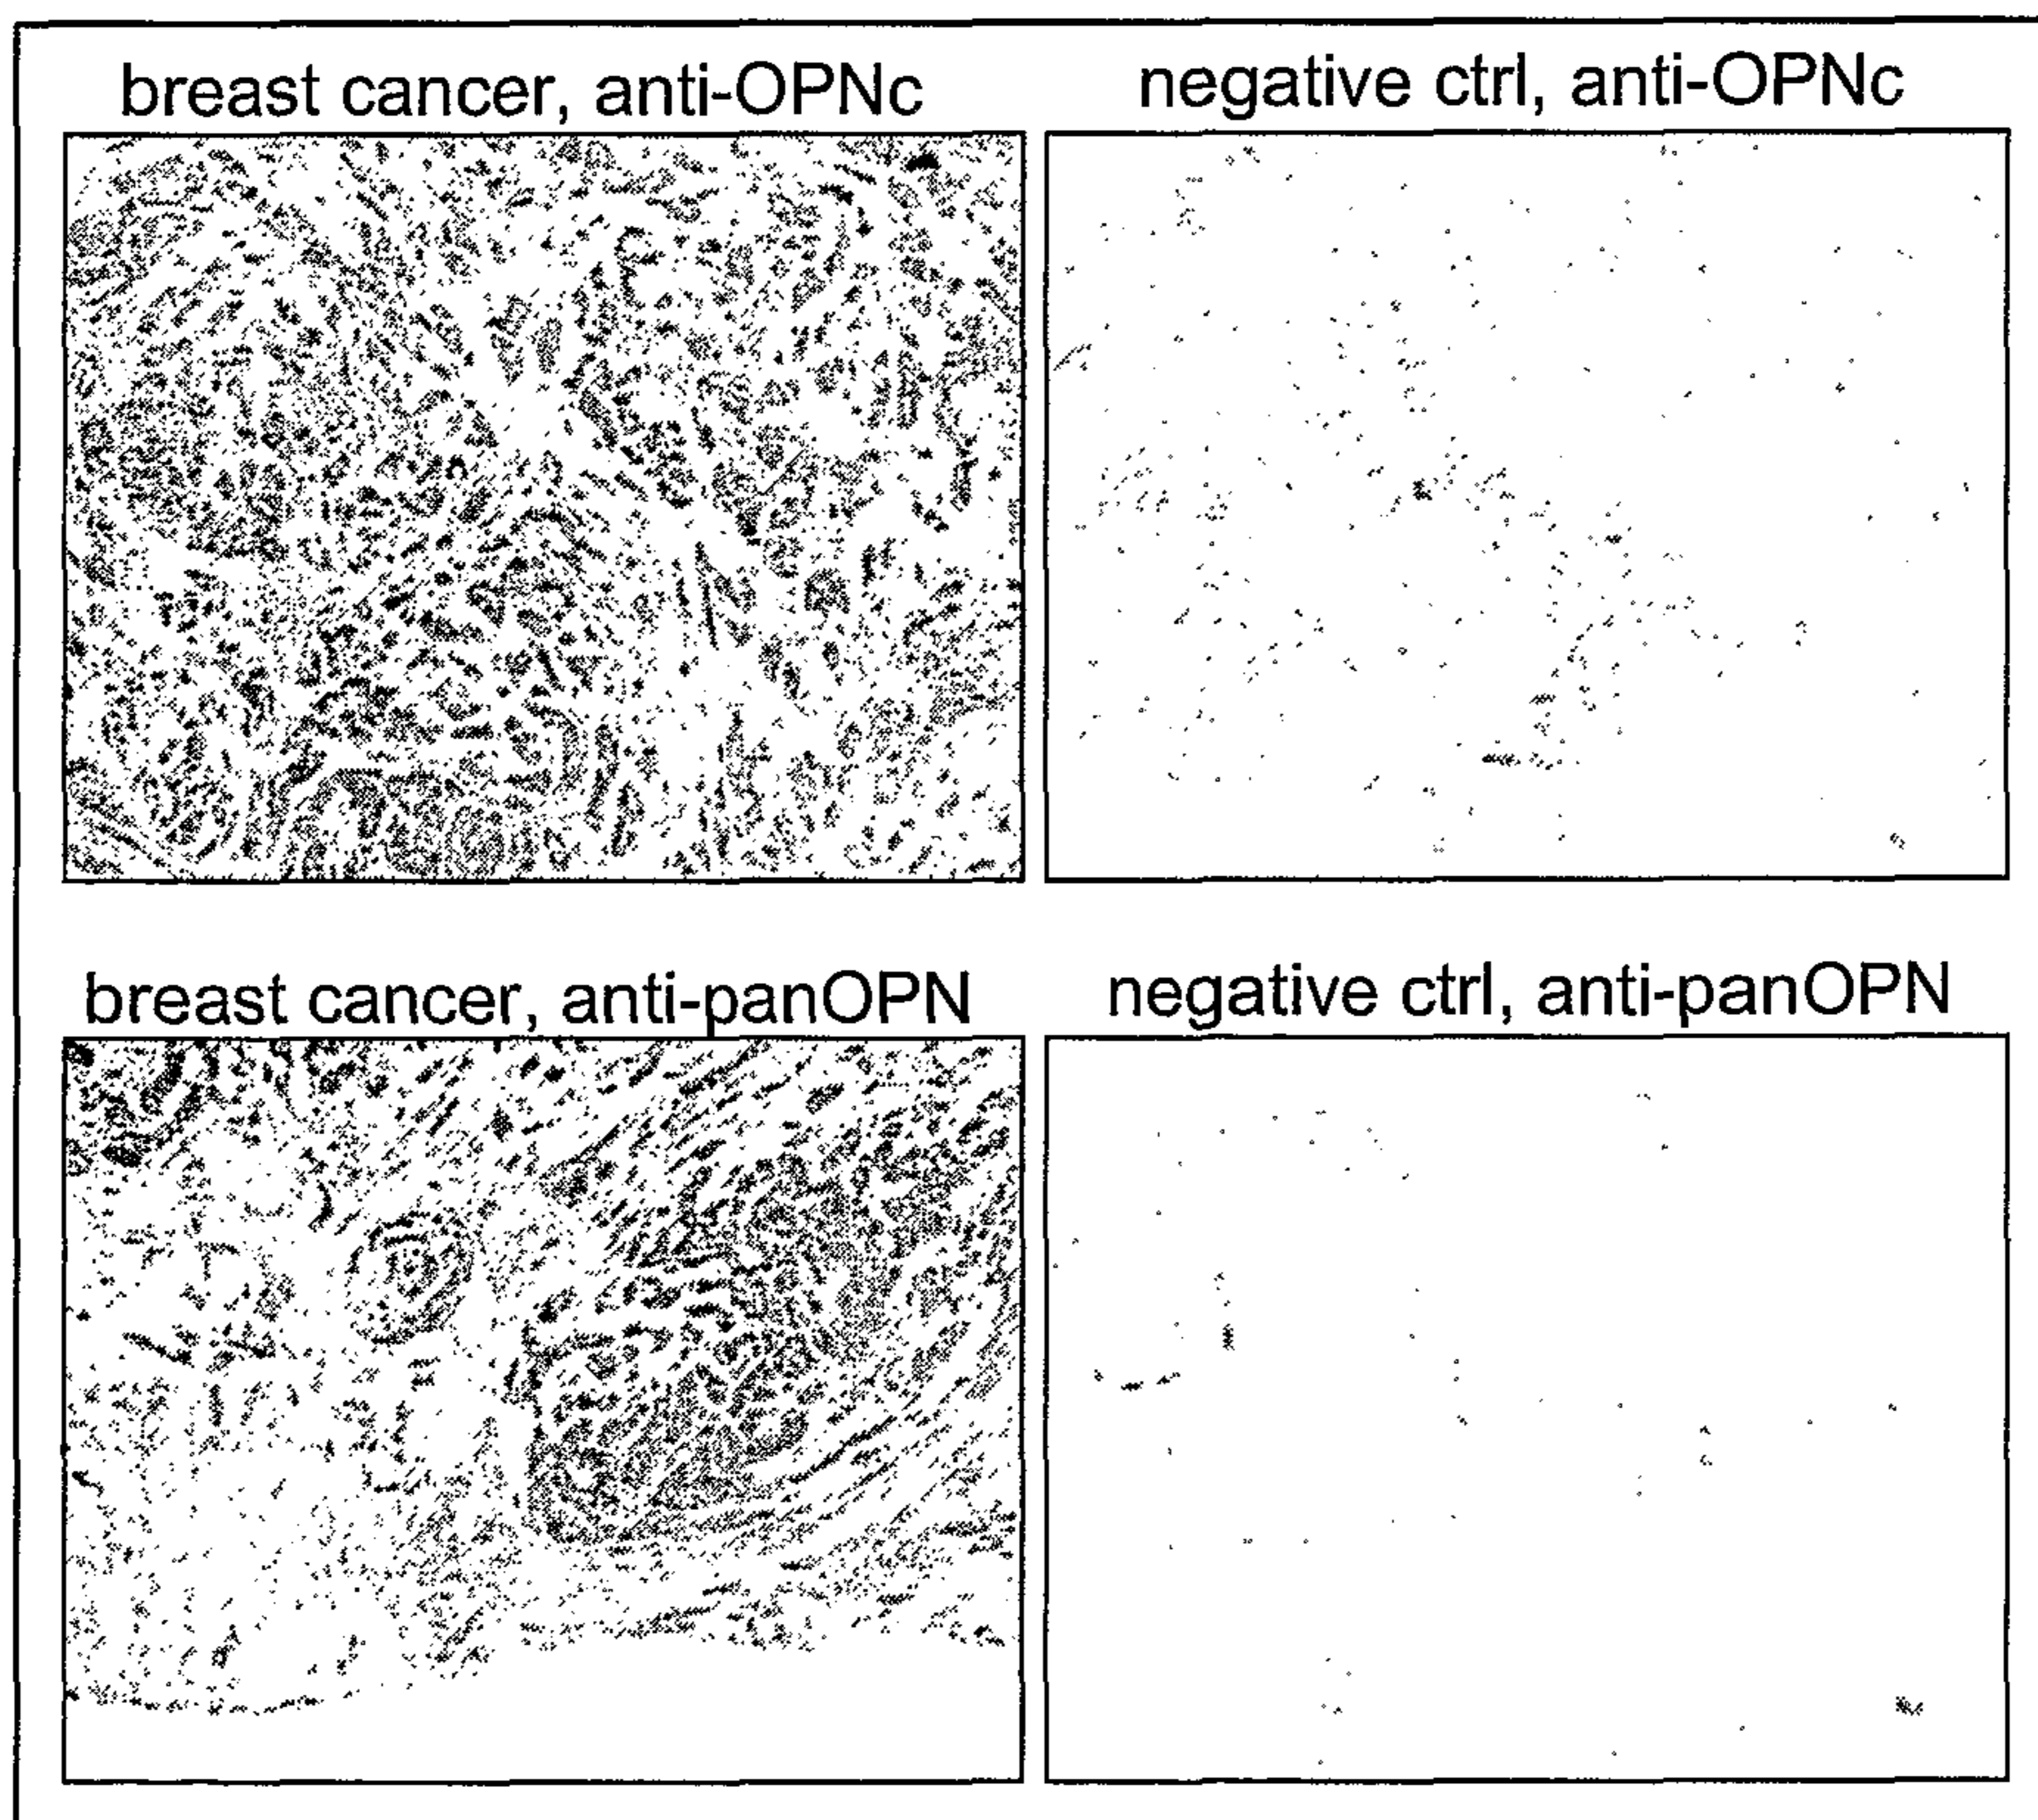 breast cancer, anti-OPNc
negative ctrl, anti-OPNc
breast cancer, anti-panOPN
negative ctrl, anti-panOPN